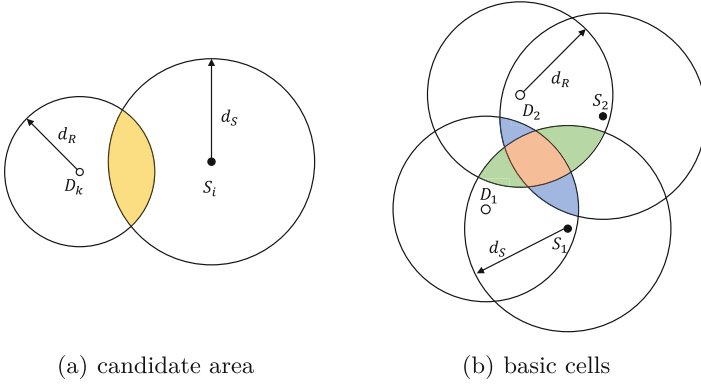 d_R
D_k
d_S
S_i
(a) candidate area
d_R
D_2
S_2
D_1
S_1
d_S
(b) basic cells